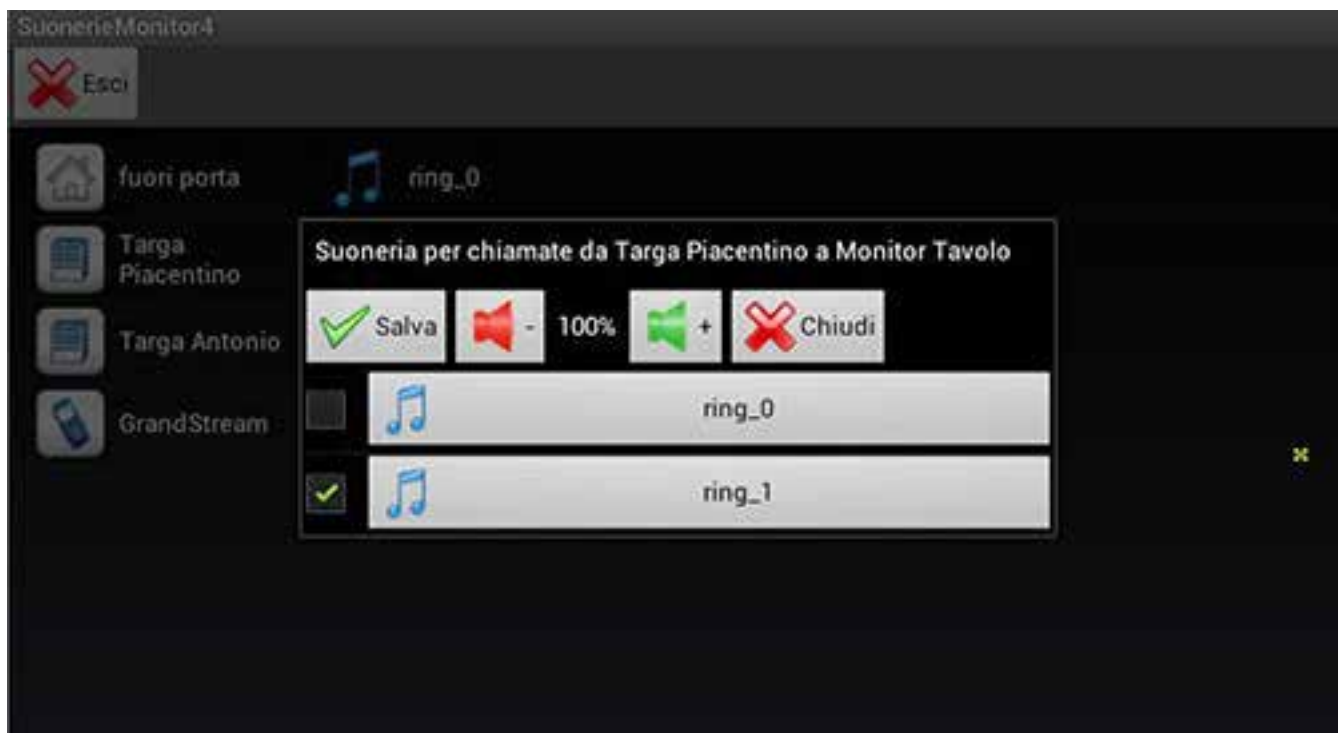 SuonerieMonitor4
Esci
fuori porta
ring_0
Targa
Piacentino
Targa Antonio
GrandStream
Suoneria per chiamate da Targa Piacentino a Monitor Tavolo
Salva - 100% + Chiudi
ring_0
ring_1